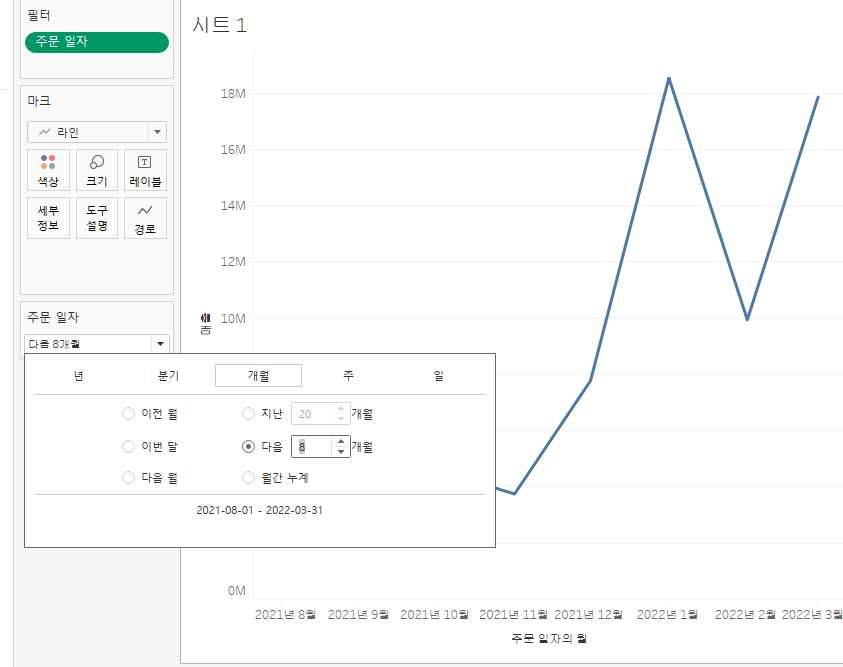 필터
주문 일자
마크
라인
색상
크기
레이블
세부
정보
도구
설명
경로
주문 일자
다음 8개월
년
분기
개월
주
일
이전 월
지난 20 개월
이번 달
다음 8 개월
다음 월
월간 누계
2021-08-01 - 2022-03-31
시트 1
18M
16M
14M
12M
10M
0M
2021년 8월
2021년 9월
2021년 10월
2021년 11월
2021년 12월
2022년 1월
2022년 2월
2022년 3월
주문 일자의 월